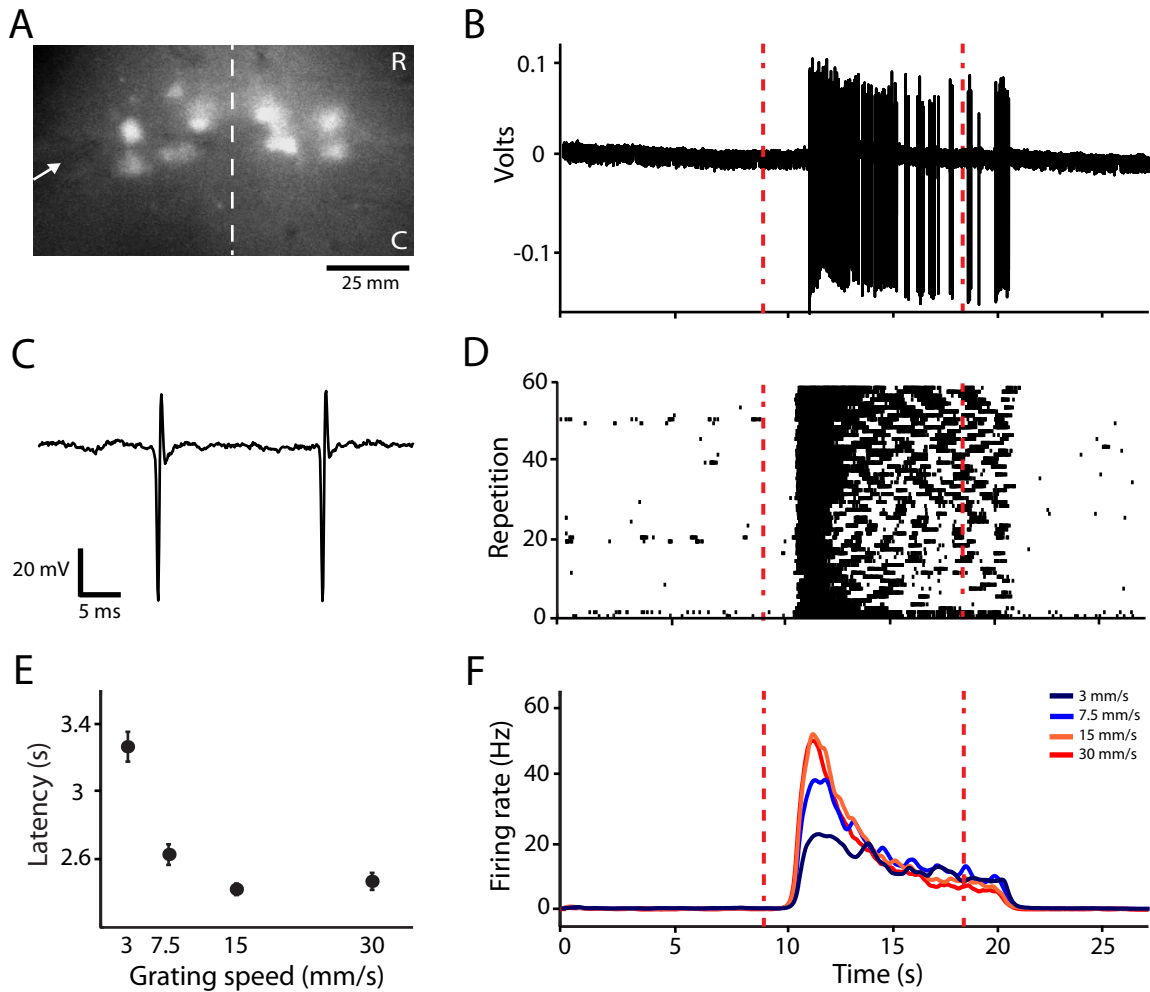 A
R
C
25 mm
B
Volts
0.1
0
-0.1
C
20 mV
5 ms
D
Repetition
60
40
20
0
E
Latency (s)
3.4
3
2.6
3 7.5 15 30
Grating speed (mm/s)
F
Firing rate (Hz)
60
40
20
0
3 mm/s
7.5 mm/s
15 mm/s
30 mm/s
0 5 10 15 20 25
Time (s)